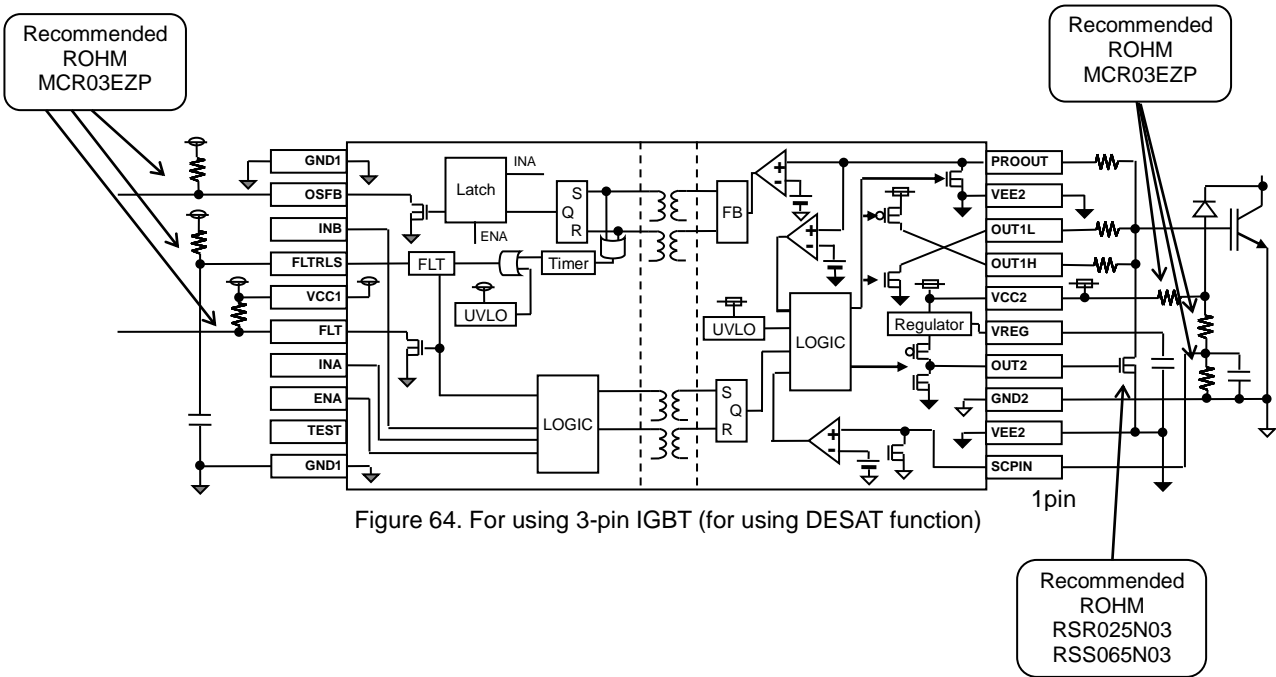 Recommended
ROHM
MCR03EZP
Recommended
ROHM
MCR03EZP
GND1
OSFB
INB
FLTRLS
VCC1
FLT
INA
ENA
TEST
GND1
Latch
INA
ENA
S
Q
R
FLT
Timer
UVLO
LOGIC
FB
+
-
+
-
UVLO
LOGIC
Regulator
S
Q
R
+
-
PROOUT
VEE2
OUT1L
OUT1H
VCC2
VREG
OUT2
GND2
VEE2
SCPIN
1pin
Figure 64. For using 3-pin IGBT (for using DESAT function)
Recommended
ROHM
RSR025N03
RSS065N03